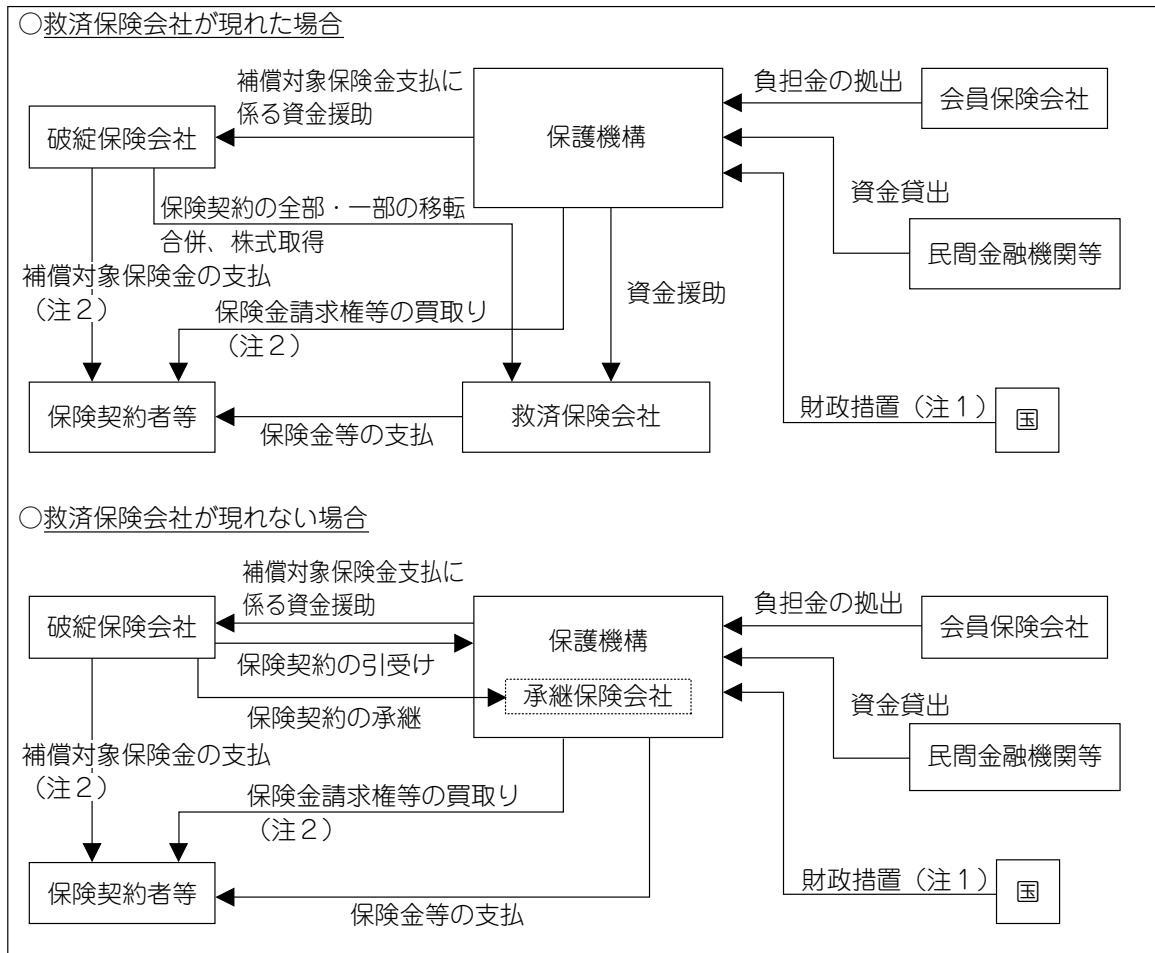 ○救済保険会社が現れた場合
補償対象保険金支払に
係る資金援助
負担金の拠出
会員保険会社
破綻保険会社
保護機構
資金貸出
保険契約の全部・一部の移転
合併、株式取得
民間金融機関等
補償対象保険金の支払
（注２）
資金援助
保険金請求権等の買取り
（注２）
保険契約者等
救済保険会社
財政措置（注１）
国
保険金等の支払
○救済保険会社が現れない場合
補償対象保険金支払に
係る資金援助
負担金の拠出
会員保険会社
破綻保険会社
保護機構
保険契約の引受け
承継保険会社
資金貸出
保険契約の承継
民間金融機関等
補償対象保険金の支払
（注２）
保険金請求権等の買取り
（注２）
保険契約者等
財政措置（注１）
国
保険金等の支払